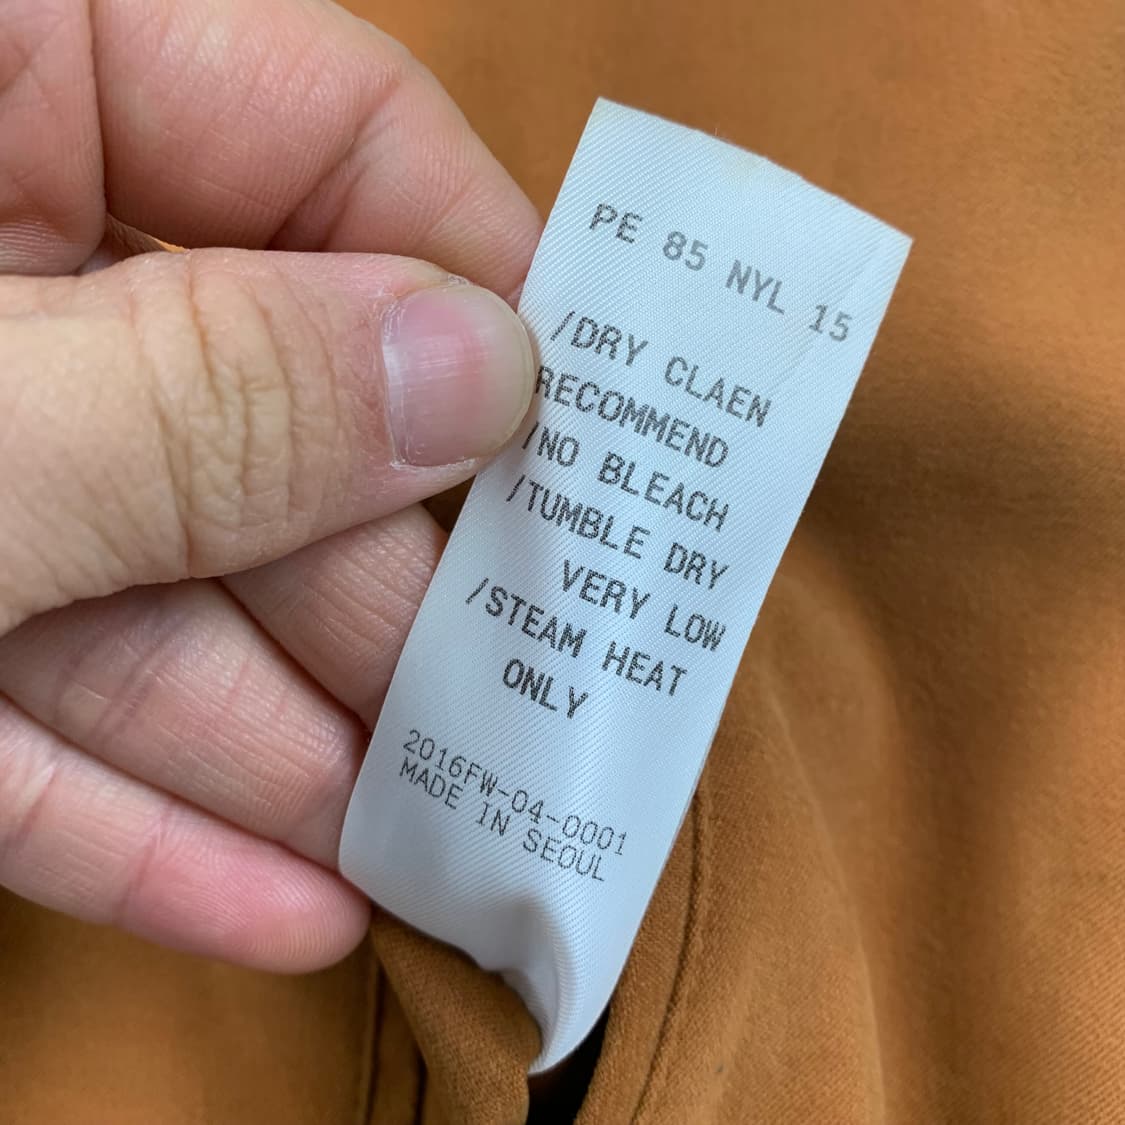 PE 85 NYL 15
/DRY CLAEN
RECOMMEND
/NO BLEACH
/TUMBLE DRY
VERY LOW
/STEAM HEAT
ONLY
2016FW-04-0001
MADE IN SEOUL